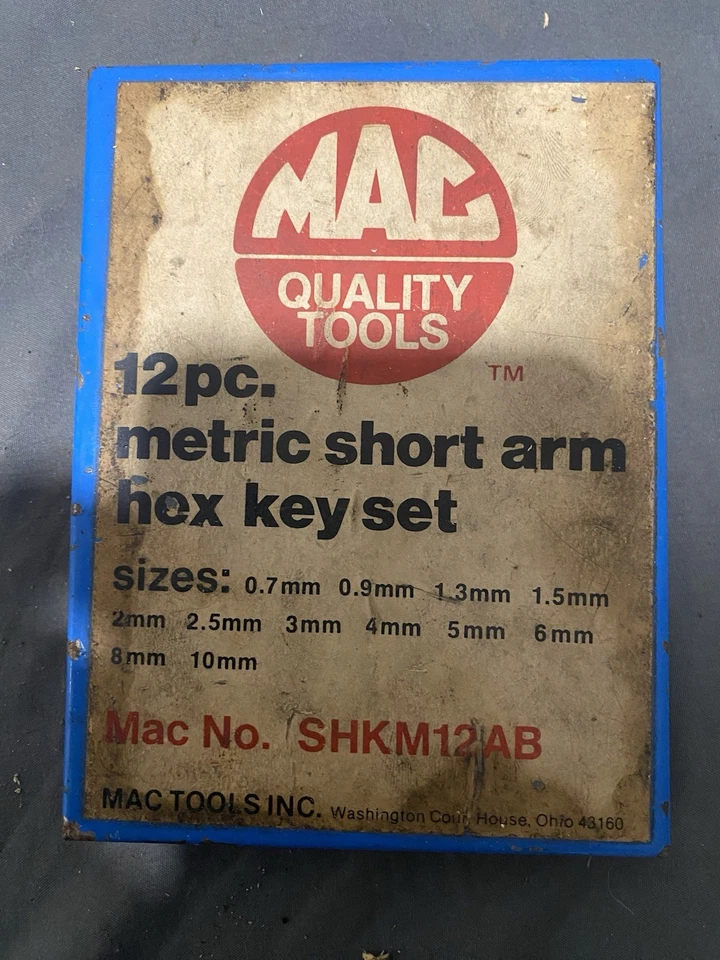 MAC
QUALITY
TOOLS
TM
12pc.
metric short arm
hex key set
sizes: 0.7mm 0.9mm 1.3mm 1.5mm
2mm 2.5mm 3mm 4mm 5mm 6mm
8mm 10mm
Mac No. SHKM12AB
MAC TOOLS INC. Washington Court House, Ohio 43160